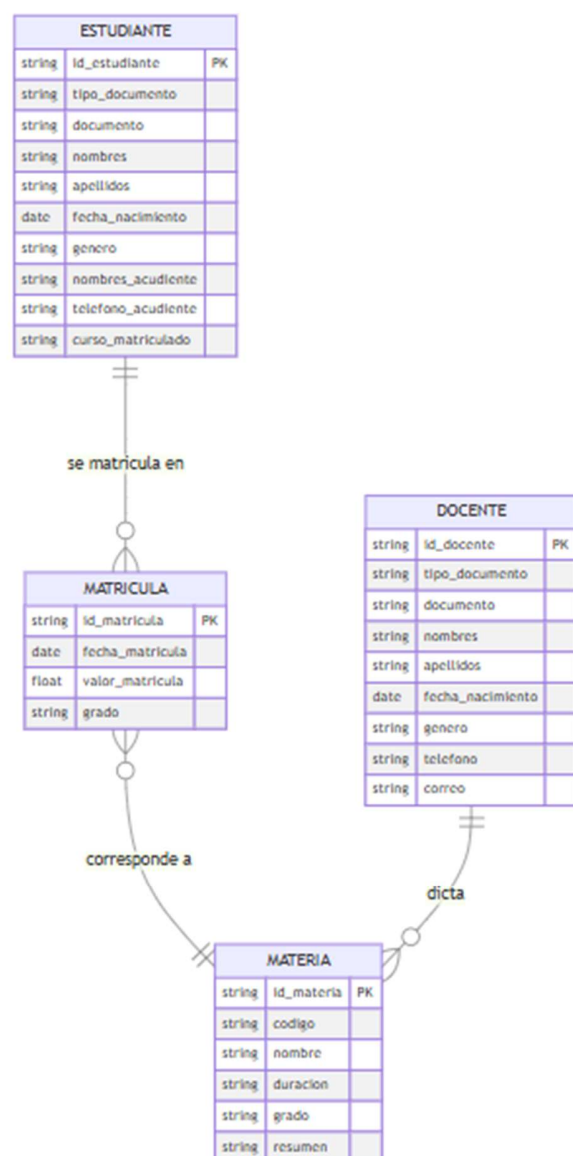 ESTUDIANTE
string id_estudiante PK
string tipo_documento
string documento
string nombres
string apellidos
date fecha_nacimiento
string genero
string nombres_acudiente
string telefono_acudiente
string curso_matriculado
se matricula en
MATRICULA
string id_matricula PK
date fecha_matricula
float valor_matricula
string grado
DOCENTE
string id_docente PK
string tipo_documento
string documento
string nombres
string apellidos
date fecha_nacimiento
string genero
string telefono
string correo
corresponde a
dicta
MATERIA
string id_materia PK
string codigo
string nombre
string duracion
string grado
string resumen